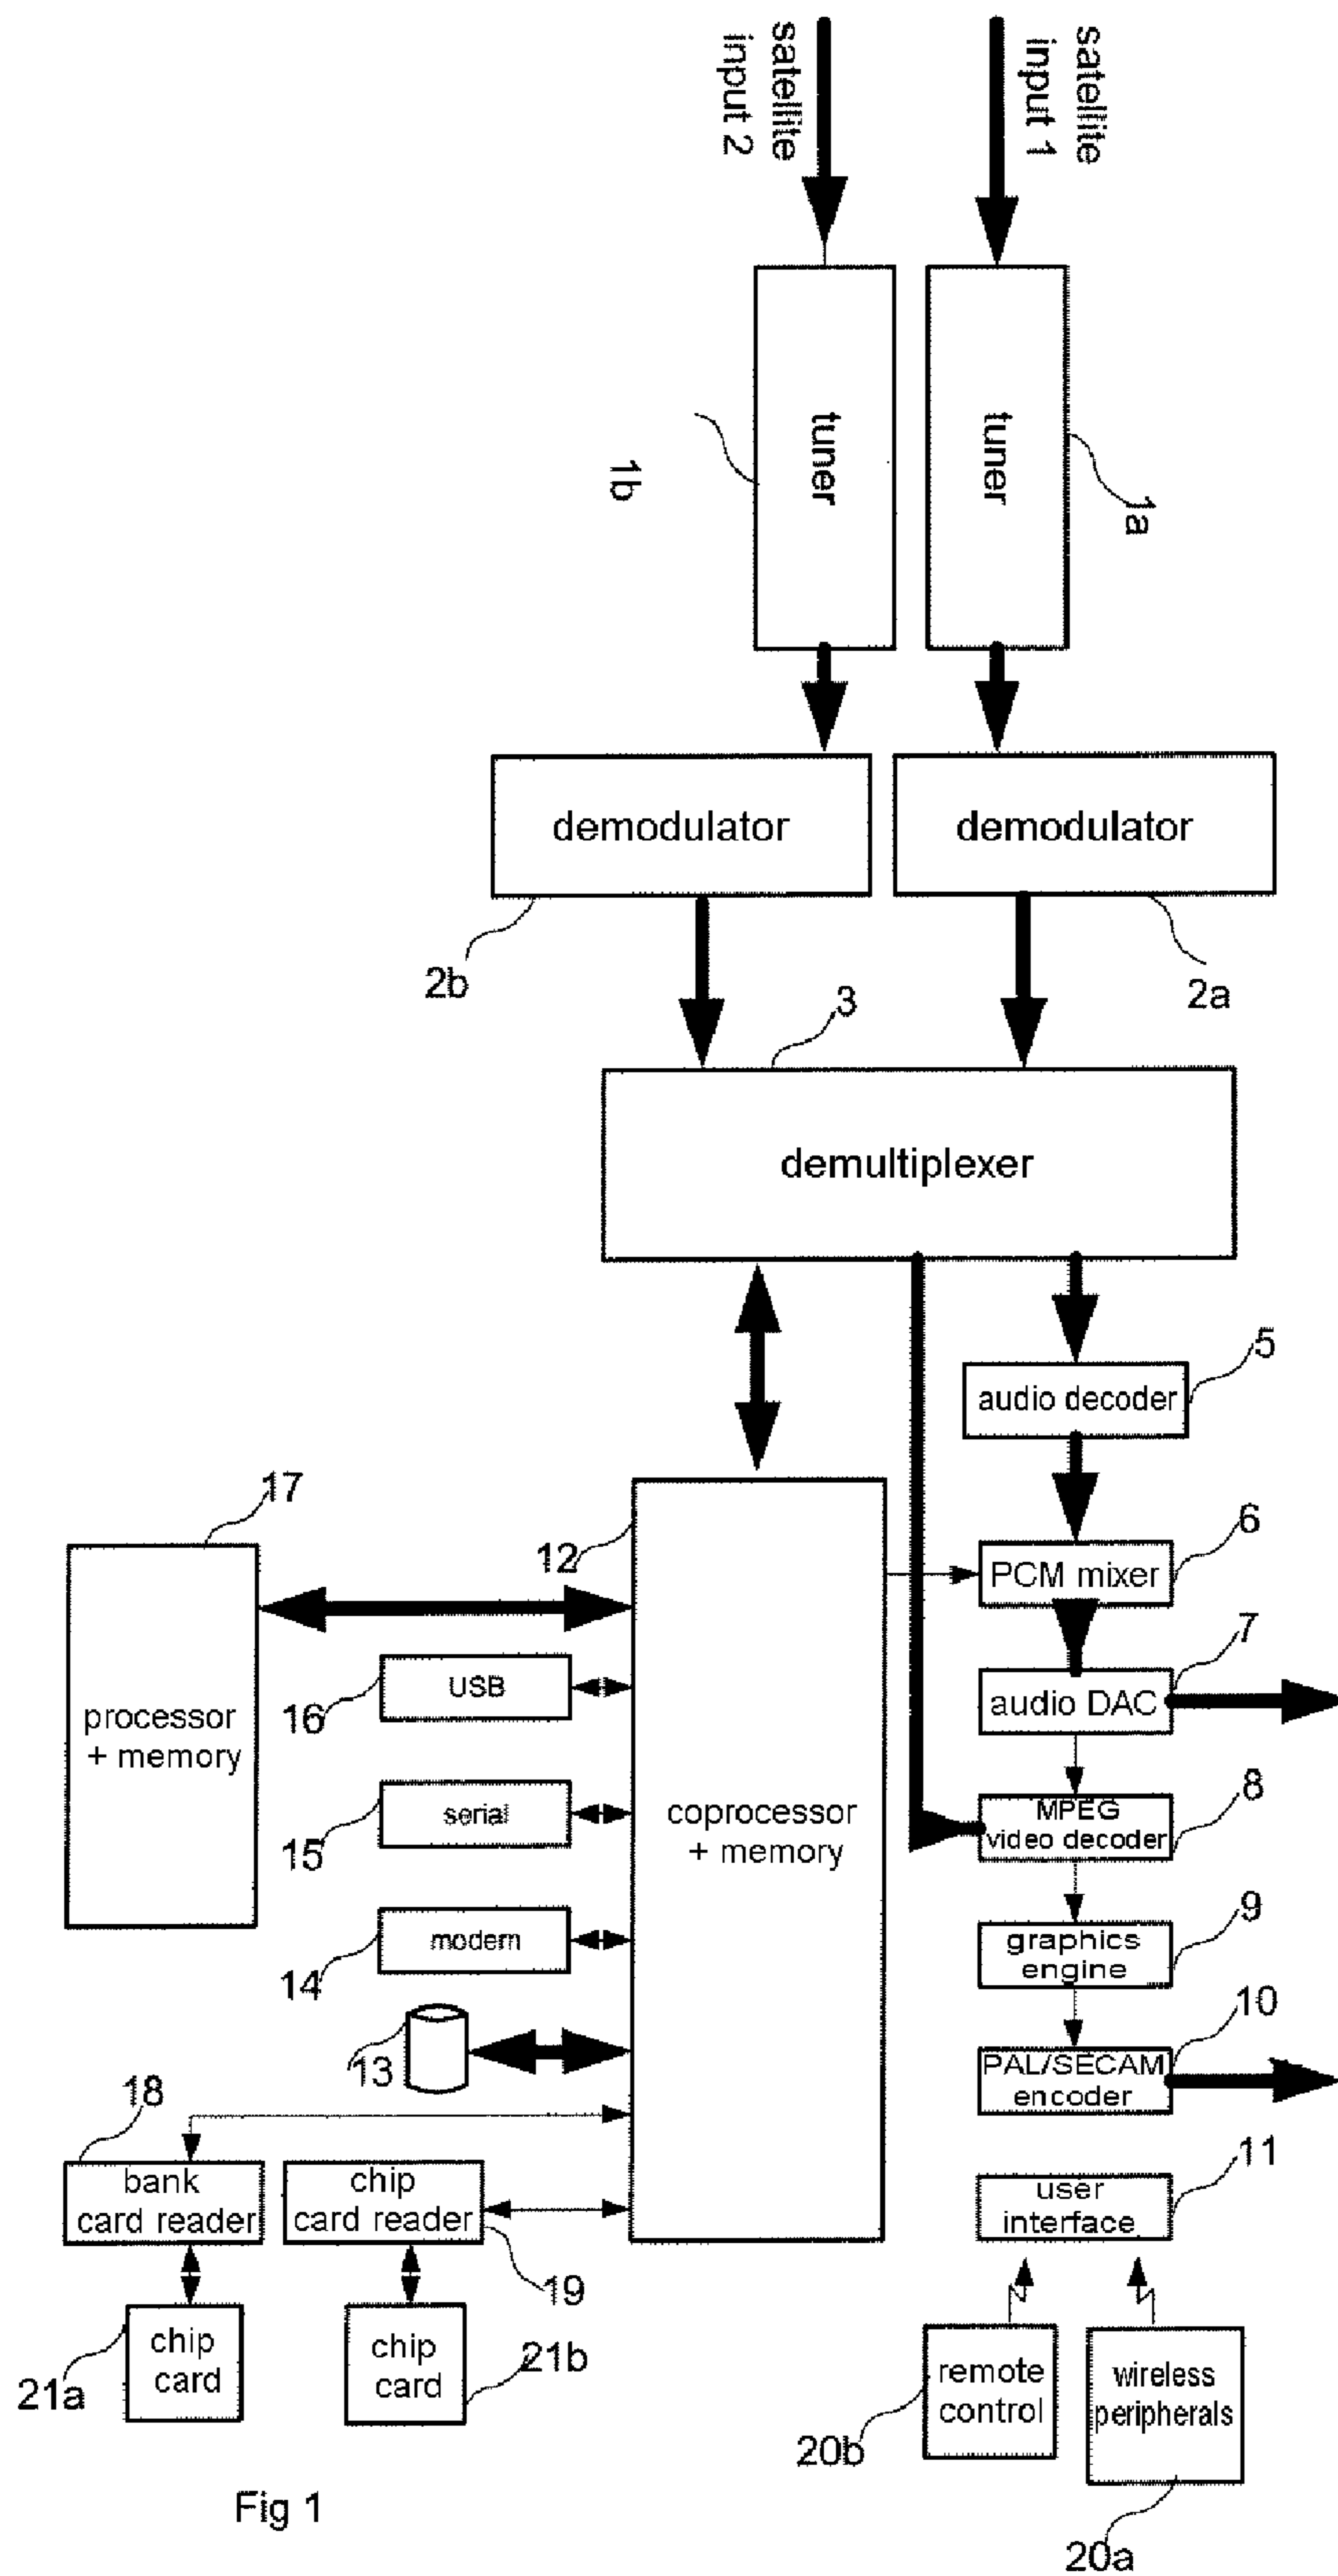 satellite
input 2
satellite
input 1
tuner
tuner
1b
1a
demodulator
demodulator
2b
2a
3
demultiplexer
5
audio decoder
17
12
6
PCM mixer
7
audio DAC
USB
16
processor
+ memory
8
MPEG
video decoder
serial
15
coprocessor
+ memory
9
graphics
engine
modem
14
10
PAL/SECAM
encoder
13
18
11
bank
card reader
chip
card reader
user
interface
19
chip
card
21a
chip
card
21b
remote
control
wireless
peripherals
20b
20a
Fig 1